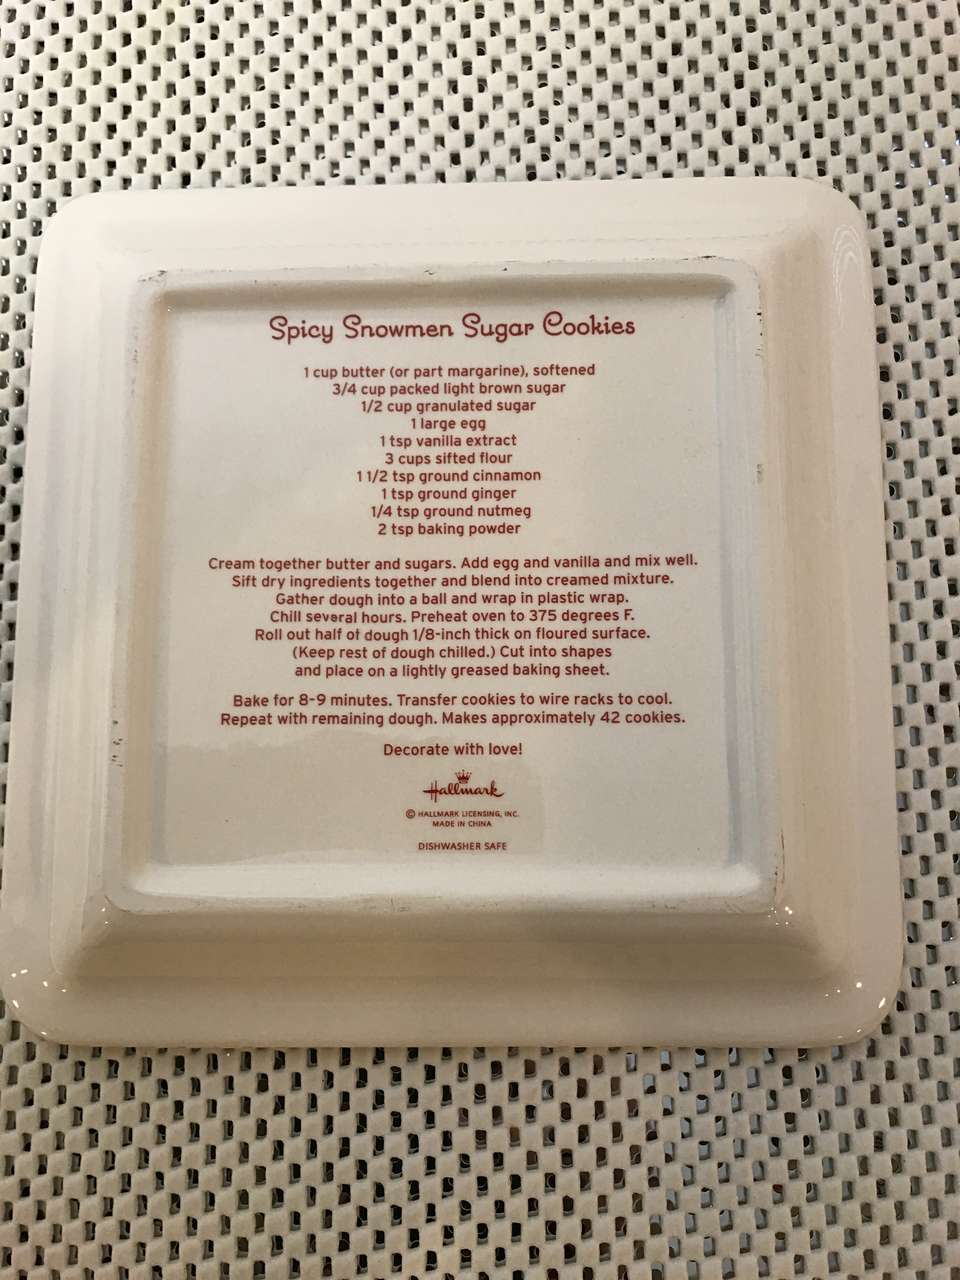 Spicy Snowmen Sugar Cookies
1 cup butter (or part margarine), softened
3/4 cup packed light brown sugar
1/2 cup granulated sugar
1 large egg
1 tsp vanilla extract
3 cups sifted flour
1 1/2 tsp ground cinnamon
1 tsp ground ginger
1/4 tsp ground nutmeg
2 tsp baking powder
Cream together butter and sugars. Add egg and vanilla and mix well.
Sift dry ingredients together and blend into creamed mixture.
Gather dough into a ball and wrap in plastic wrap.
Chill several hours. Preheat oven to 375 degrees F.
Roll out half of dough 1/8-inch thick on floured surface.
(Keep rest of dough chilled.) Cut into shapes
and place on a lightly greased baking sheet.
Bake for 8-9 minutes. Transfer cookies to wire racks to cool.
Repeat with remaining dough. Makes approximately 42 cookies.
Decorate with love!
Hallmark
© HALLMARK LICENSING, INC.
MADE IN CHINA
DISHWASHER SAFE